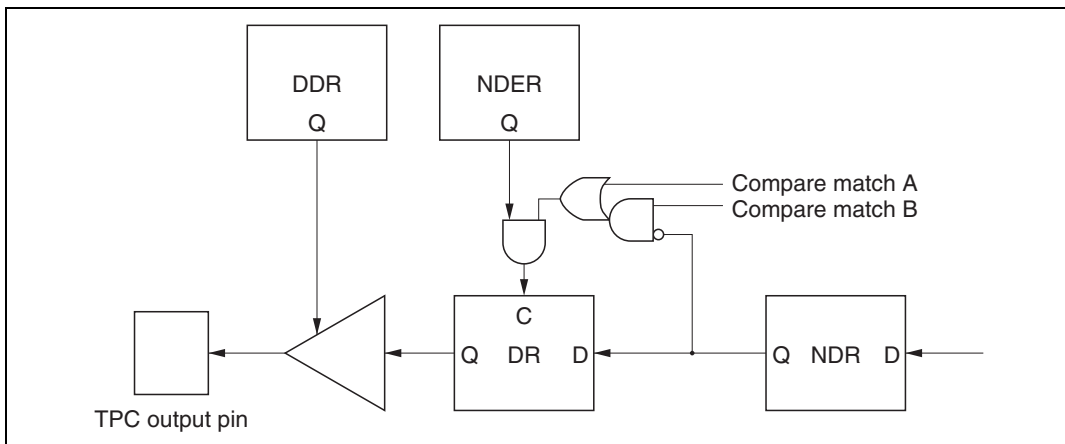 DDR
Q
NDER
Q
Compare match A
Compare match B
C
Q DR D
Q NDR D
TPC output pin